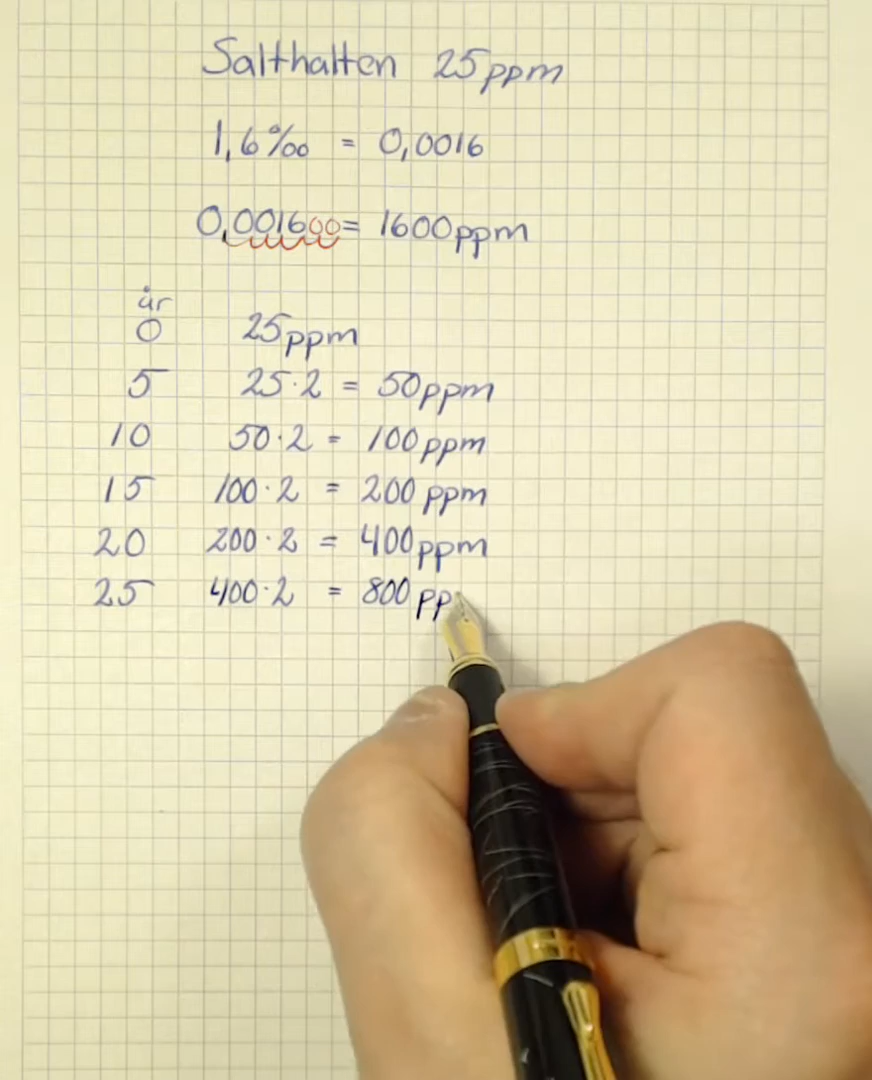 Salthalten 25ppm
1,6‰ = 0,0016
0,001600 = 1600ppm
år
0 25ppm
5 25·2 = 50ppm
10 50·2 = 100ppm
15 100·2 = 200ppm
20 200·2 = 400ppm
25 400·2 = 800pp